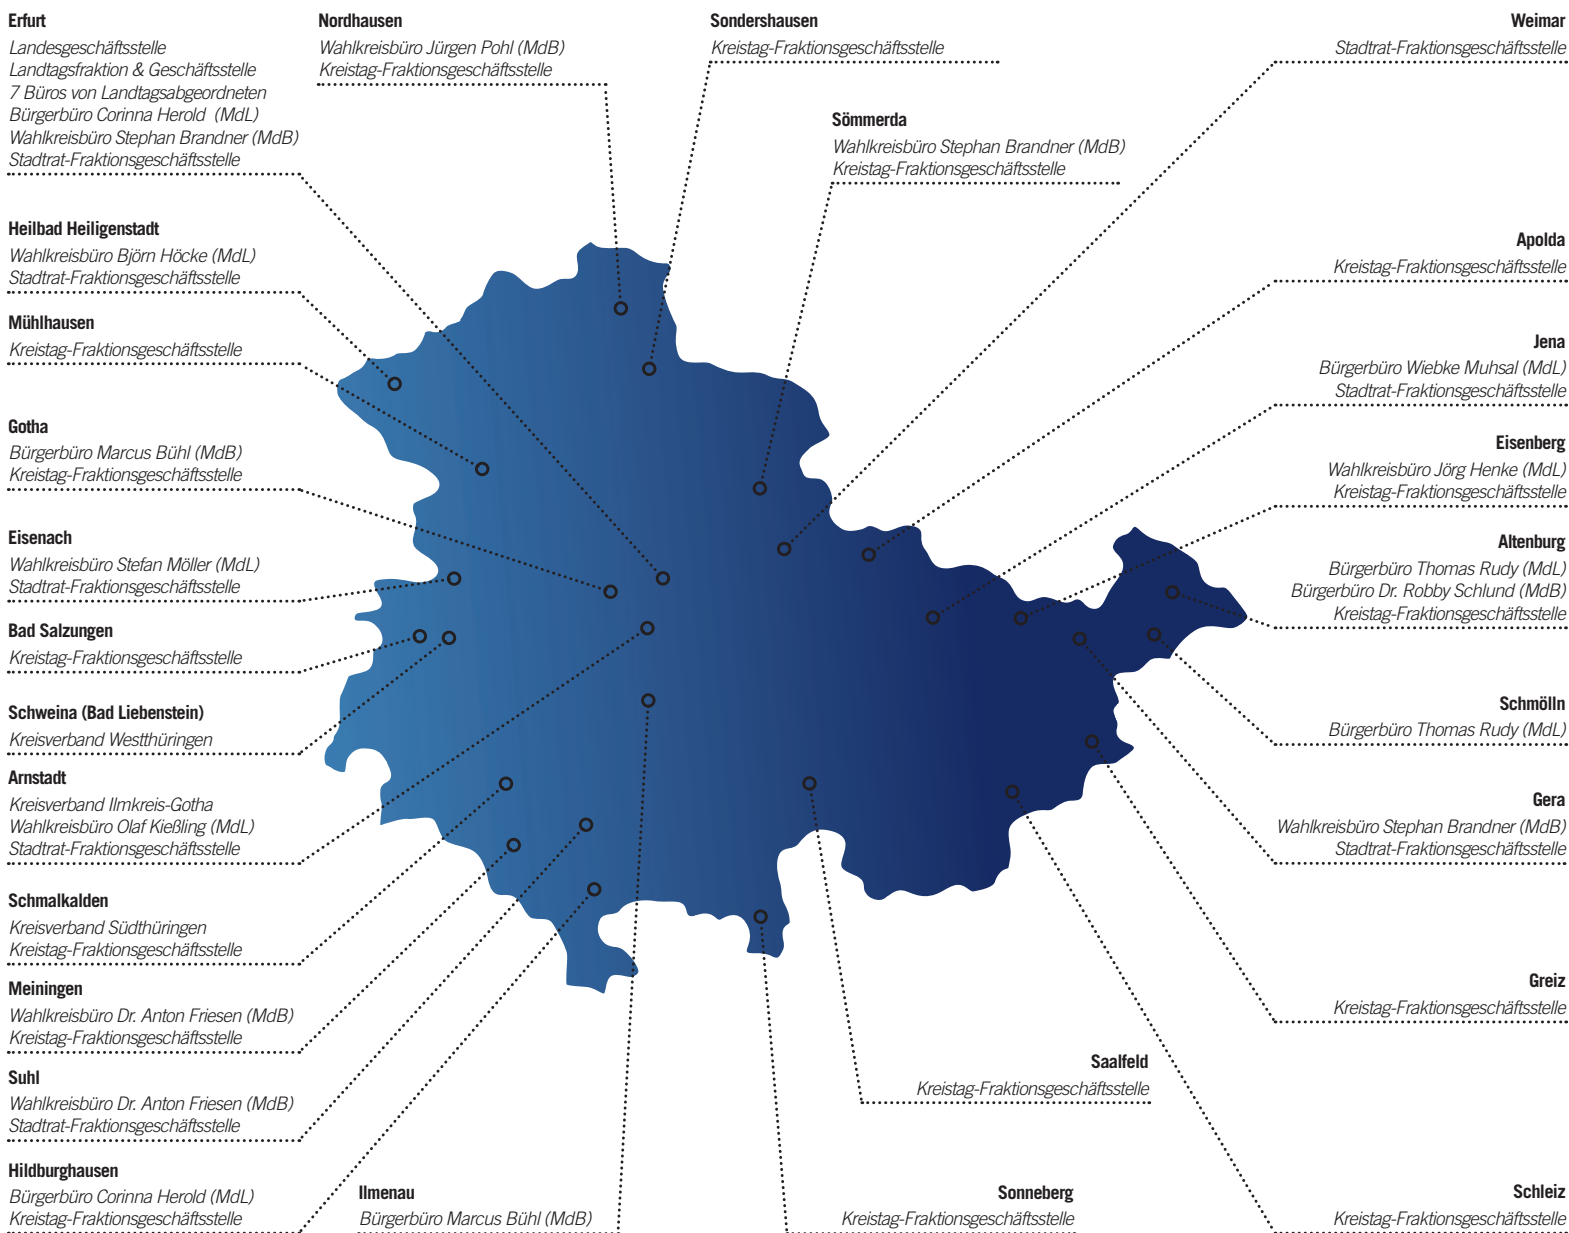 Erfurt
Landesgeschäftsstelle
Landtagsfraktion & Geschäftsstelle
7 Büros von Landtagsabgeordneten
Bürgerbüro Corinna Herold (MdL)
Wahlkreisbüro Stephan Brandner (MdB)
Stadtrat-Fraktionsgeschäftsstelle
Nordhausen
Wahlkreisbüro Jürgen Pohl (MdB)
Kreistag-Fraktionsgeschäftsstelle
Sondershausen
Kreistag-Fraktionsgeschäftsstelle
Weimar
Stadtrat-Fraktionsgeschäftsstelle
Sömmerda
Wahlkreisbüro Stephan Brandner (MdB)
Kreistag-Fraktionsgeschäftsstelle
Heilbad Heiligenstadt
Wahlkreisbüro Björn Höcke (MdL)
Stadtrat-Fraktionsgeschäftsstelle
Mühlhausen
Kreistag-Fraktionsgeschäftsstelle
Gotha
Bürgerbüro Marcus Bühl (MdB)
Kreistag-Fraktionsgeschäftsstelle
Eisenach
Wahlkreisbüro Stefan Möller (MdL)
Stadtrat-Fraktionsgeschäftsstelle
Bad Salzungen
Kreistag-Fraktionsgeschäftsstelle
Schweina (Bad Liebenstein)
Kreisverband Westthüringen
Arnstadt
Kreisverband Ilmkreis-Gotha
Wahlkreisbüro Olaf Kießling (MdL)
Stadtrat-Fraktionsgeschäftsstelle
Schmalkalden
Kreisverband Südthüringen
Kreistag-Fraktionsgeschäftsstelle
Meiningen
Wahlkreisbüro Dr. Anton Friesen (MdB)
Kreistag-Fraktionsgeschäftsstelle
Suhl
Wahlkreisbüro Dr. Anton Friesen (MdB)
Stadtrat-Fraktionsgeschäftsstelle
Hildburghausen
Bürgerbüro Corinna Herold (MdL)
Kreistag-Fraktionsgeschäftsstelle
Ilmenau
Bürgerbüro Marcus Bühl (MdB)
Apolda
Kreistag-Fraktionsgeschäftsstelle
Jena
Bürgerbüro Wiebke Muhsal (MdL)
Stadtrat-Fraktionsgeschäftsstelle
Eisenberg
Wahlkreisbüro Jörg Henke (MdL)
Kreistag-Fraktionsgeschäftsstelle
Altenburg
Bürgerbüro Thomas Rudy (MdL)
Bürgerbüro Dr. Robby Schlund (MdB)
Kreistag-Fraktionsgeschäftsstelle
Schmölln
Bürgerbüro Thomas Rudy (MdL)
Gera
Wahlkreisbüro Stephan Brandner (MdB)
Stadtrat-Fraktionsgeschäftsstelle
Greiz
Kreistag-Fraktionsgeschäftsstelle
Saalfeld
Kreistag-Fraktionsgeschäftsstelle
Sonneberg
Kreistag-Fraktionsgeschäftsstelle
Schleiz
Kreistag-Fraktionsgeschäftsstelle